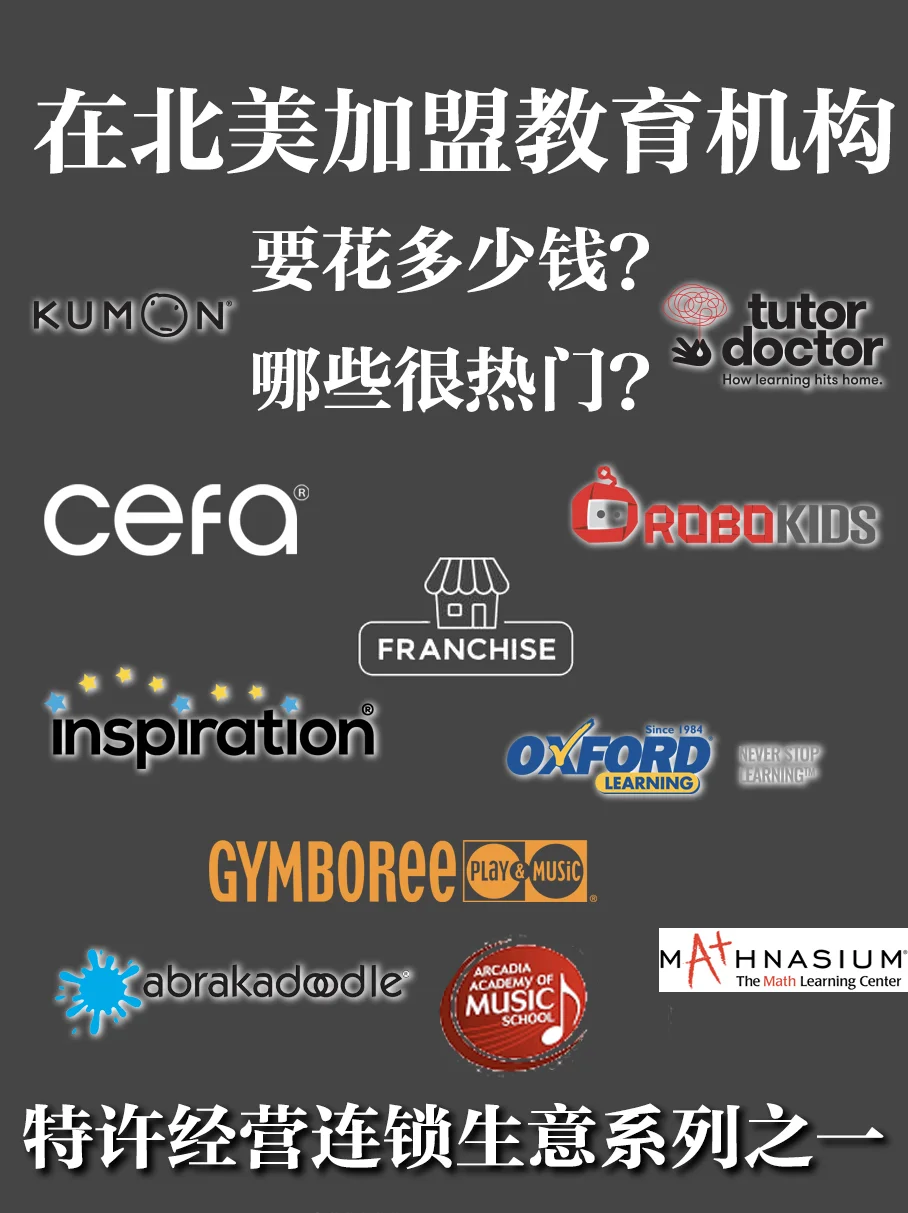 在北美加盟教育机构
要花多少钱?
KUMON®
tutor
doctor
How learning hits home.
哪些很热门?
cefa®
ROBOKIDS
FRANCHISE
inspiration®
Since 1984
OXFORD
LEARNING
NEVER STOP
LEARNING™
GYMBOREE PLAY & MUSIC®
abrakadoodle®
ARCADIA
ACADEMY OF
MUSIC
SCHOOL
MATHNASIUM®
The Math Learning Center
特许经营连锁生意系列之一